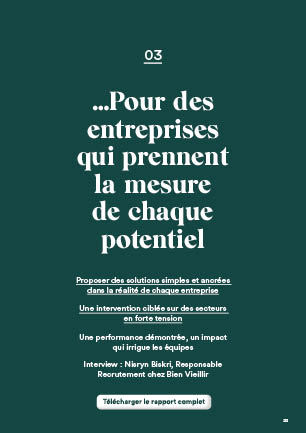 03
...Pour des
entreprises
qui prennent
la mesure
de chaque
potentiel
Proposer des solutions simples et ancrées
dans la réalité de chaque entreprise
Une intervention ciblée sur des secteurs
en forte tension
Une performance démontrée, un impact
qui irrigue les équipes
Interview : Nisryn Biskri, Responsable
Recrutement chez Bien Vieillir
Télécharger le rapport complet